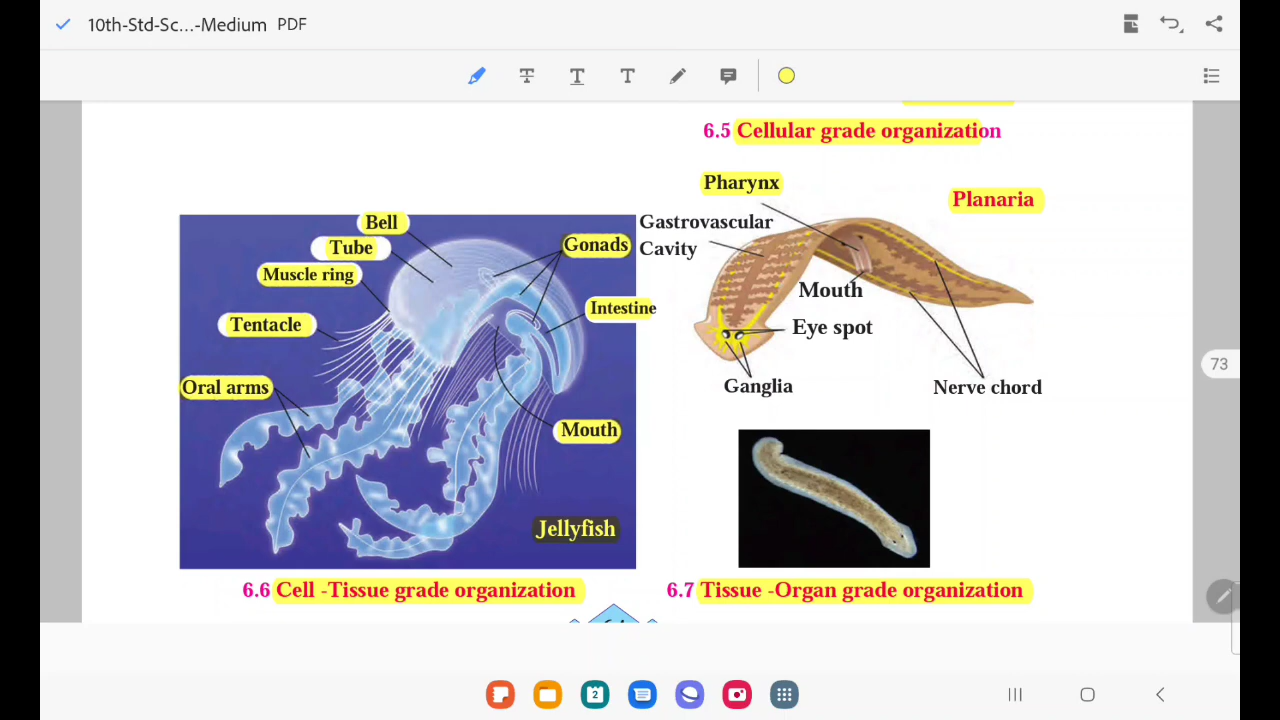 10th-Std-Sc...-Medium PDF
6.5 Cellular grade organization
Pharynx
Planaria
Gastrovascular
Cavity
Mouth
Eye spot
Ganglia
Nerve chord
Bell
Tube
Muscle ring
Tentacle
Oral arms
Gonads
Intestine
Mouth
Jellyfish
6.6 Cell -Tissue grade organization
6.7 Tissue -Organ grade organization
73
2